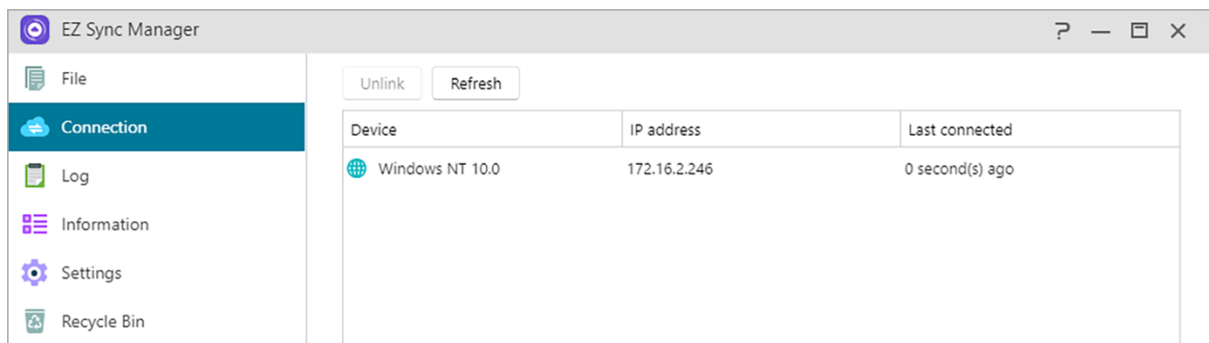 EZ Sync Manager
File
Connection
Log
Information
Settings
Recycle Bin
Unlink Refresh
Device IP address Last connected
Windows NT 10.0 172.16.2.246 0 second(s) ago